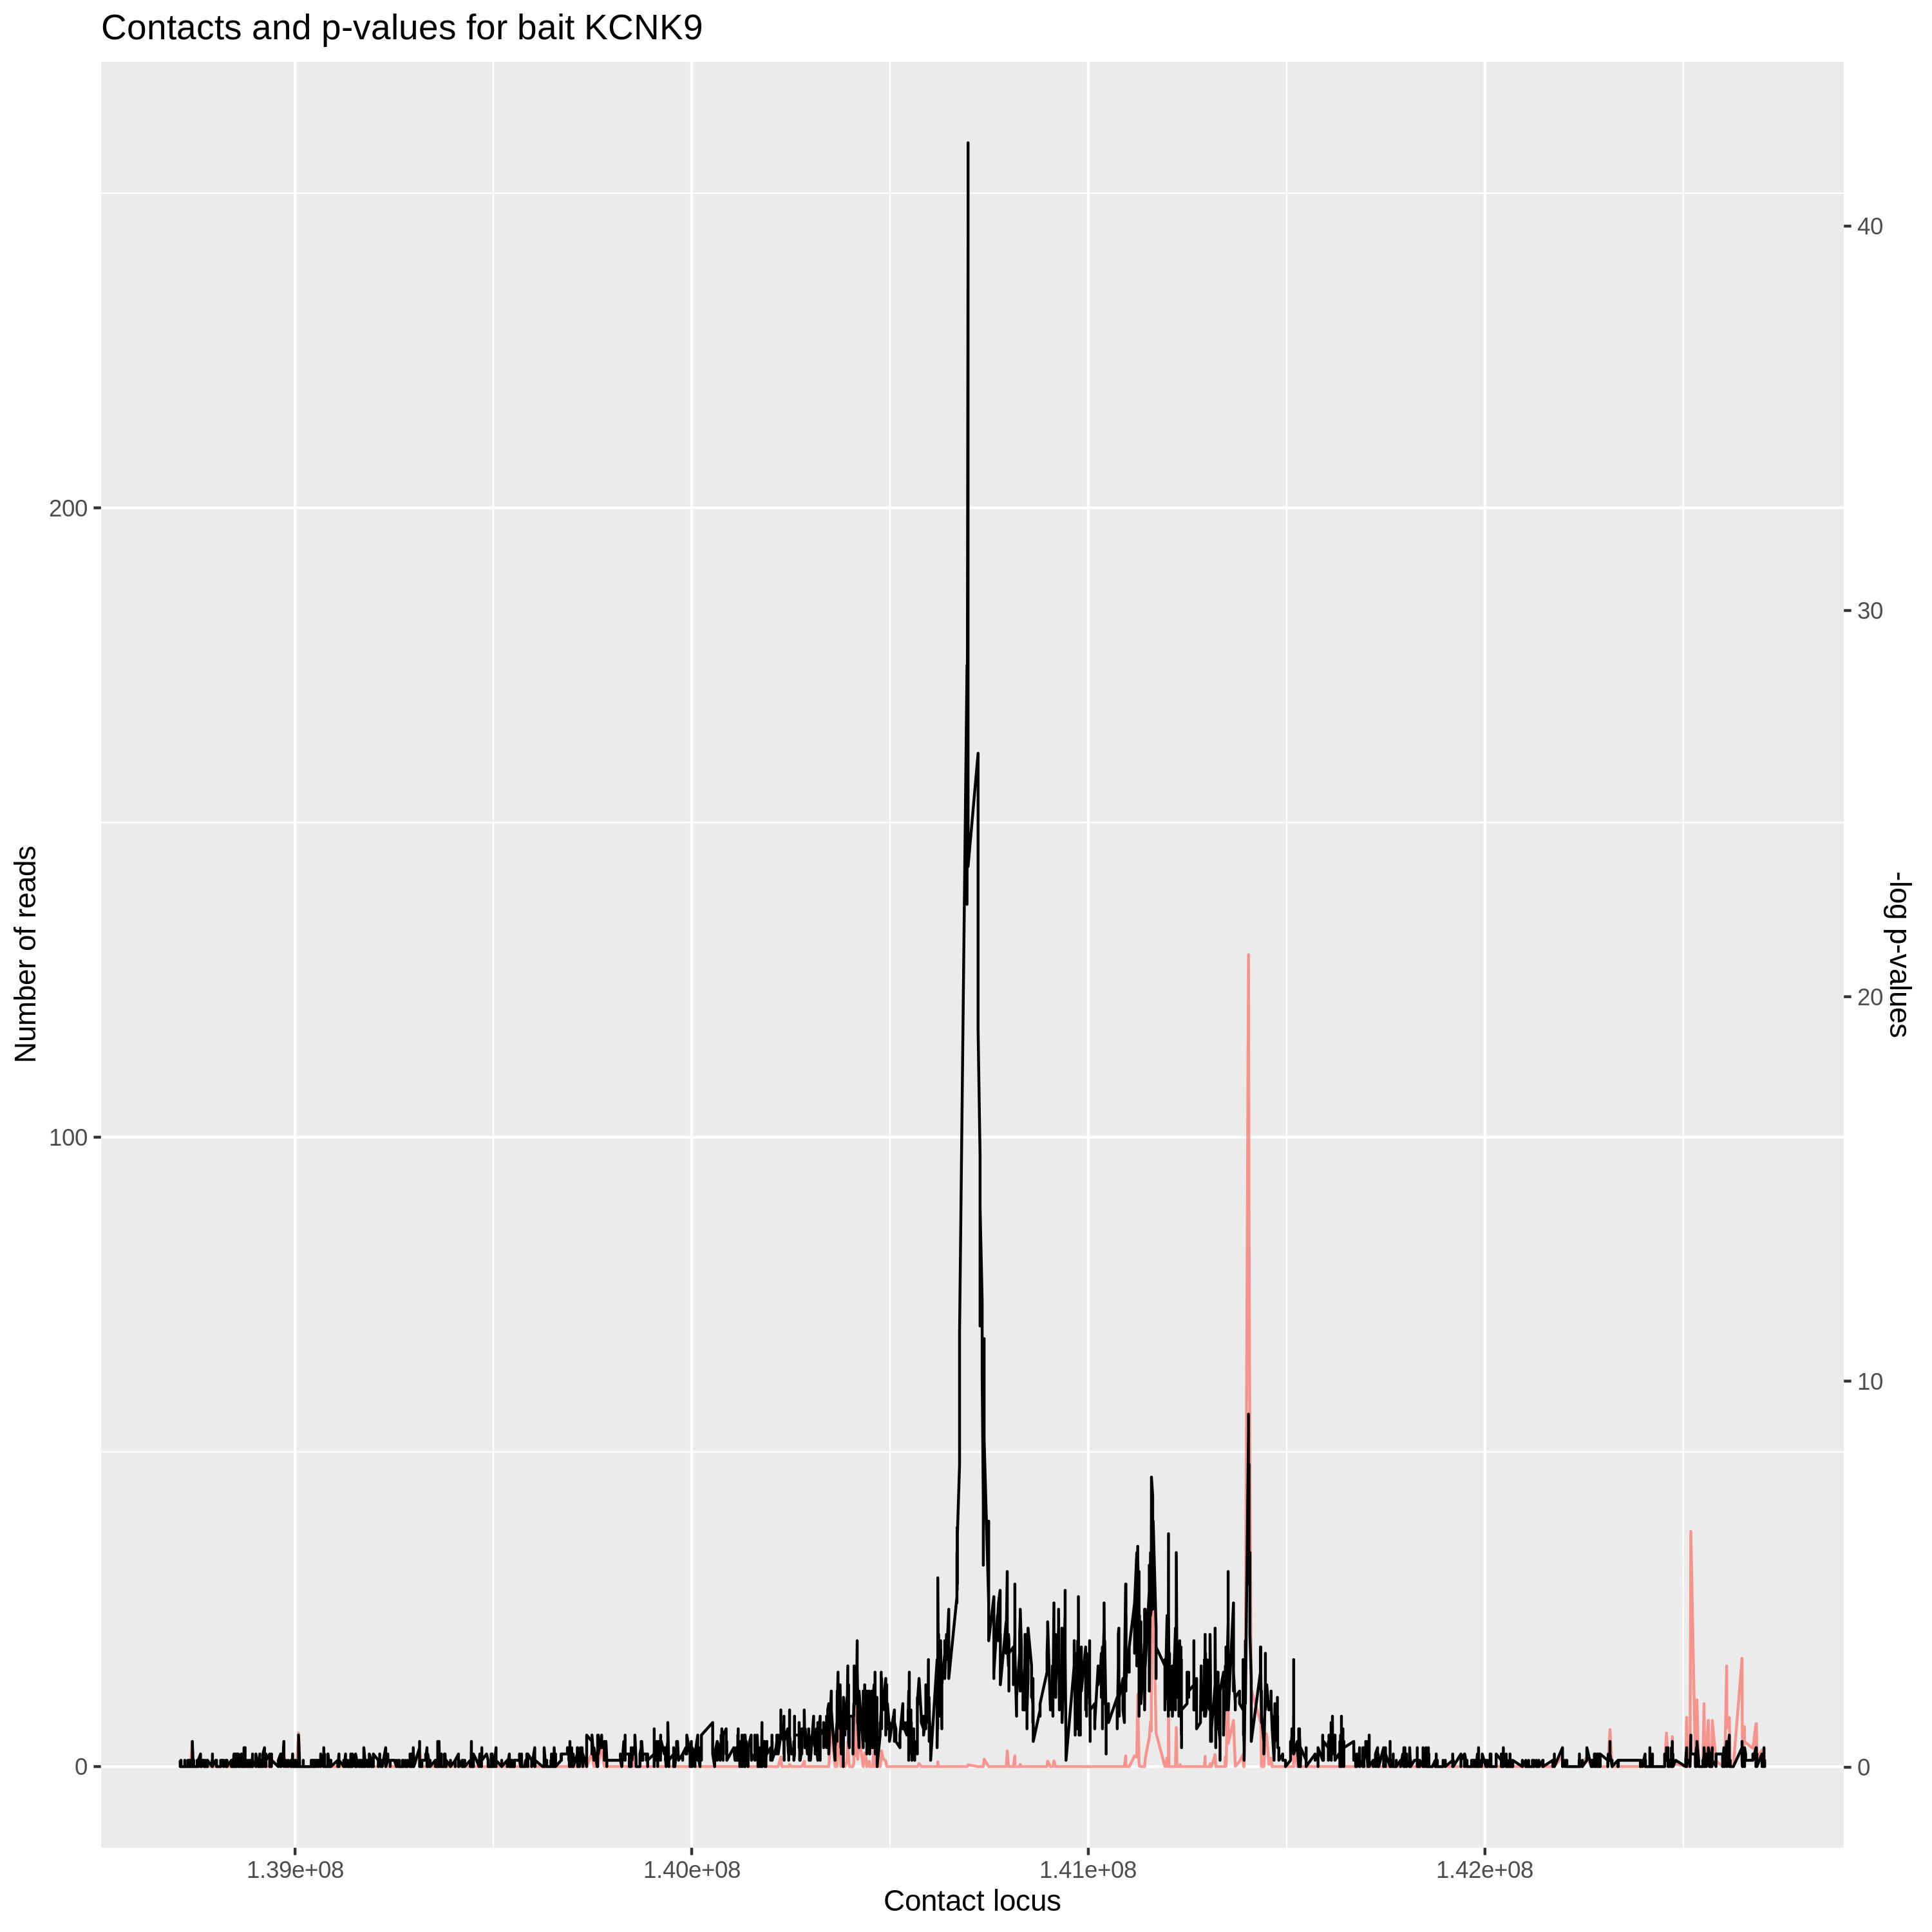 Contacts and p-values for bait KCNK9
Number of reads
200
100
0
40
30
20
10
0
-log p-values
1.39e+08
1.40e+08
1.41e+08
1.42e+08
Contact locus